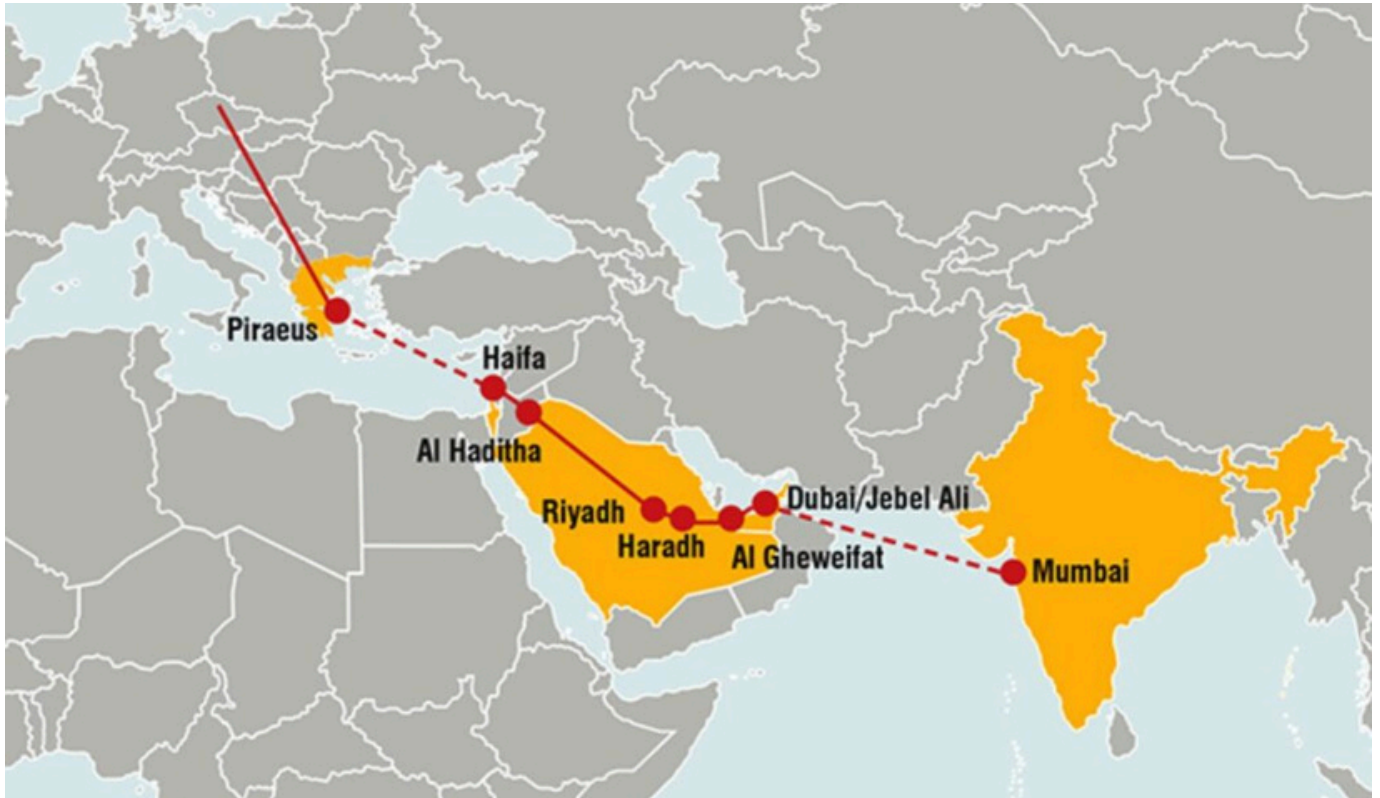 Piraeus
Haifa
Al Haditha
Riyadh
Haradh
Dubai/Jebel Ali
Al Gheweifat
Mumbai